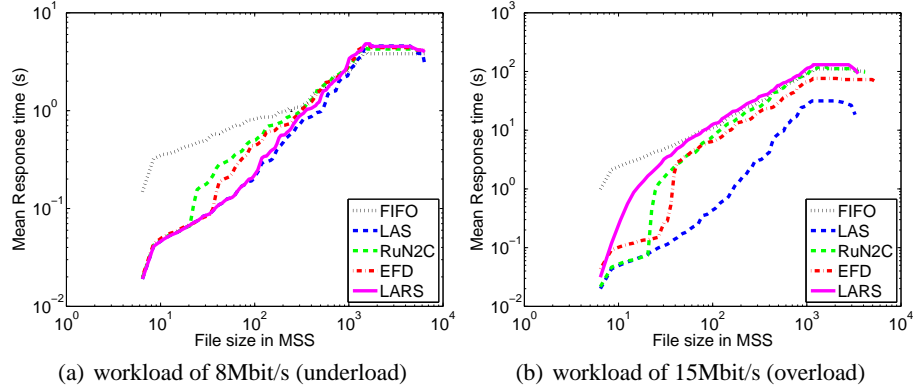 10^1
10^0
10^-1
10^-2
Mean Response time (s)
10^0 10^1 10^2 10^3 10^4
File size in MSS
FIFO
LAS
RuN2C
EFD
LARS
(a) workload of 8Mbit/s (underload)
10^3
10^2
10^1
10^0
10^-1
10^-2
Mean Response time (s)
10^0 10^1 10^2 10^3 10^4
File size in MSS
FIFO
LAS
RuN2C
EFD
LARS
(b) workload of 15Mbit/s (overload)